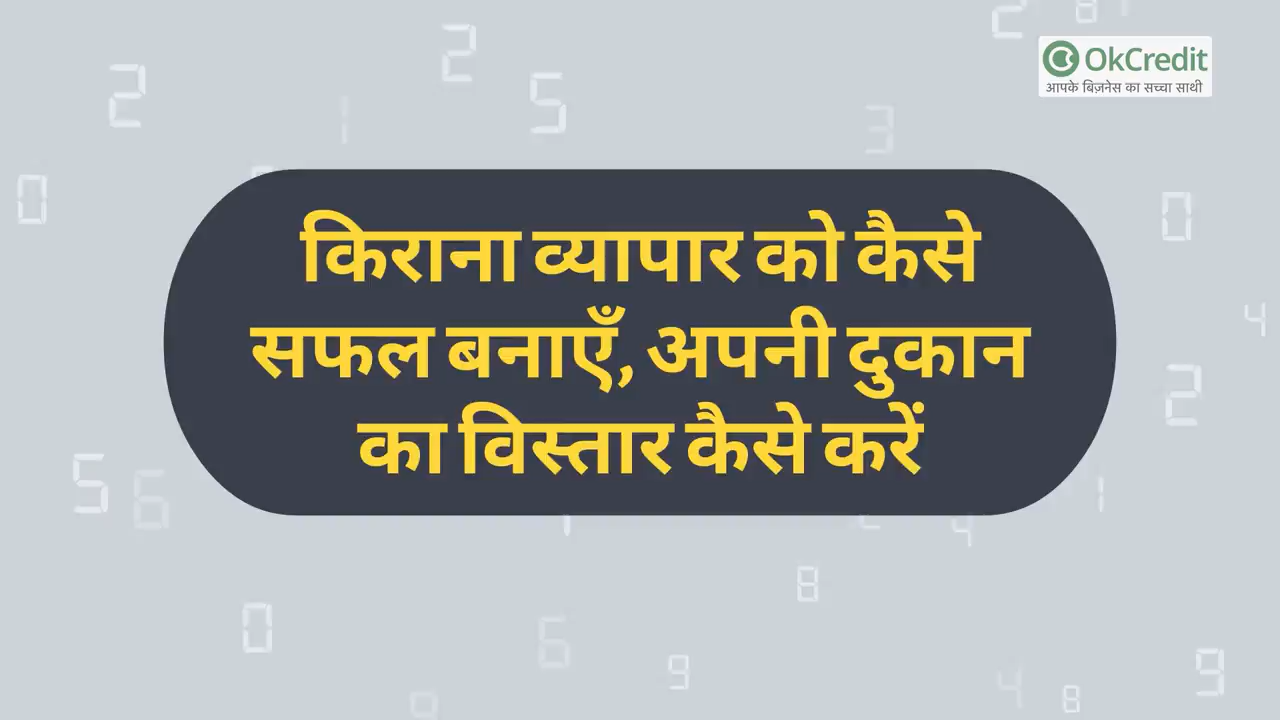 OkCredit
आपके बिज़नेस का सच्चा साथी
किराना व्यापार को कैसे
सफल बनाएँ, अपनी दुकान
का विस्तार कैसे करें